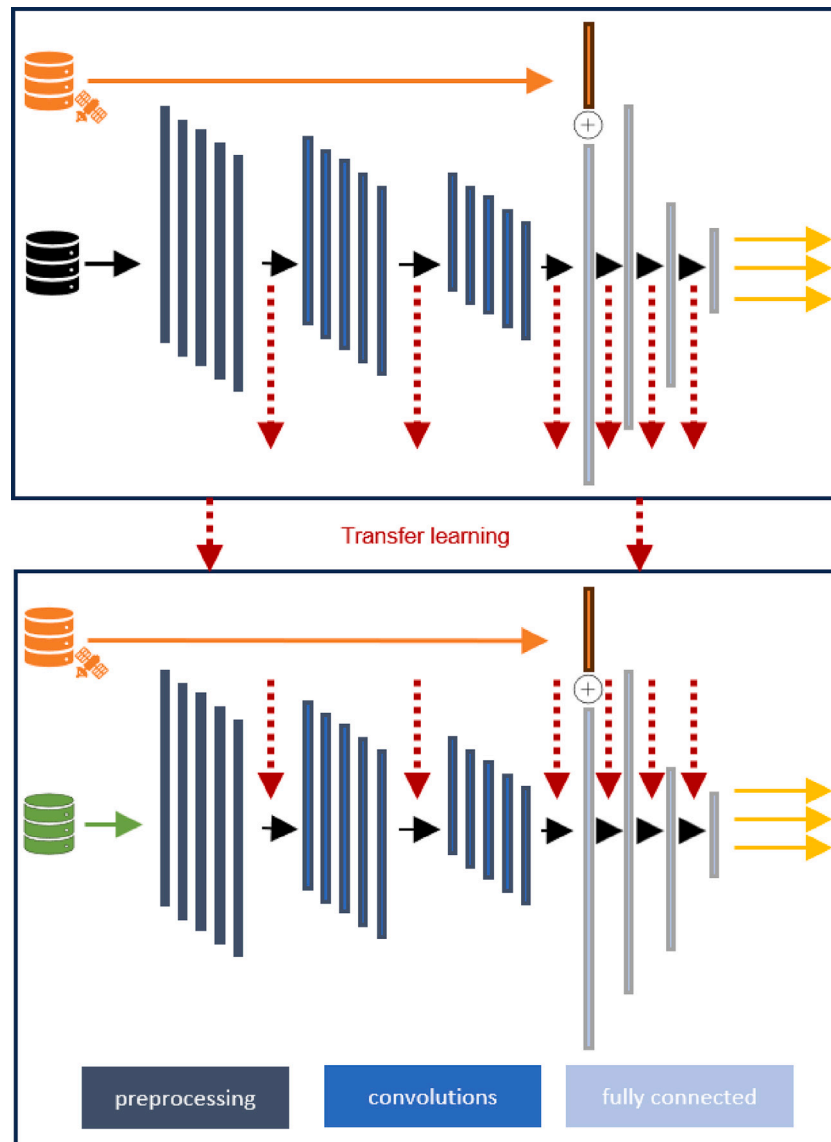 Transfer learning
preprocessing
convolutions
fully connected